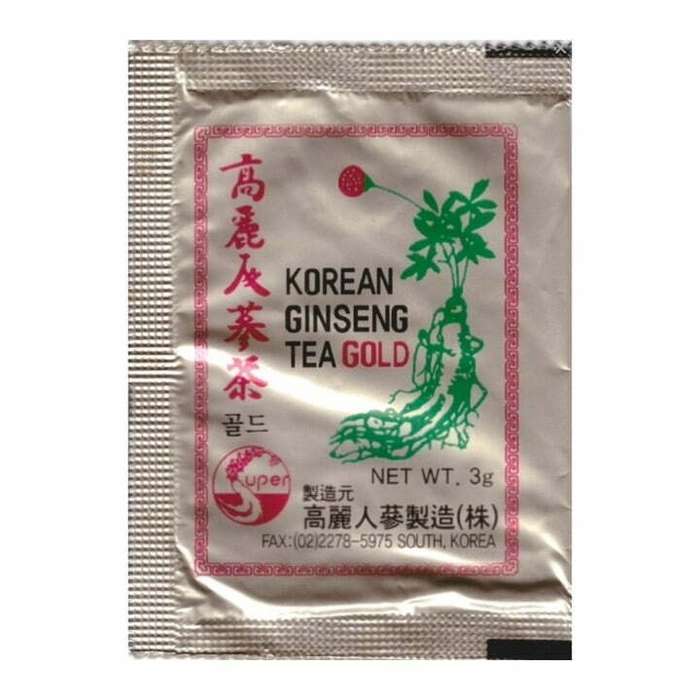 高麗人蔘茶
골드
KOREAN
GINSENG
TEA GOLD
Super
NET WT. 3g
製造元
高麗人蔘製造(株)
FAX:(02)2278-5975 SOUTH, KOREA